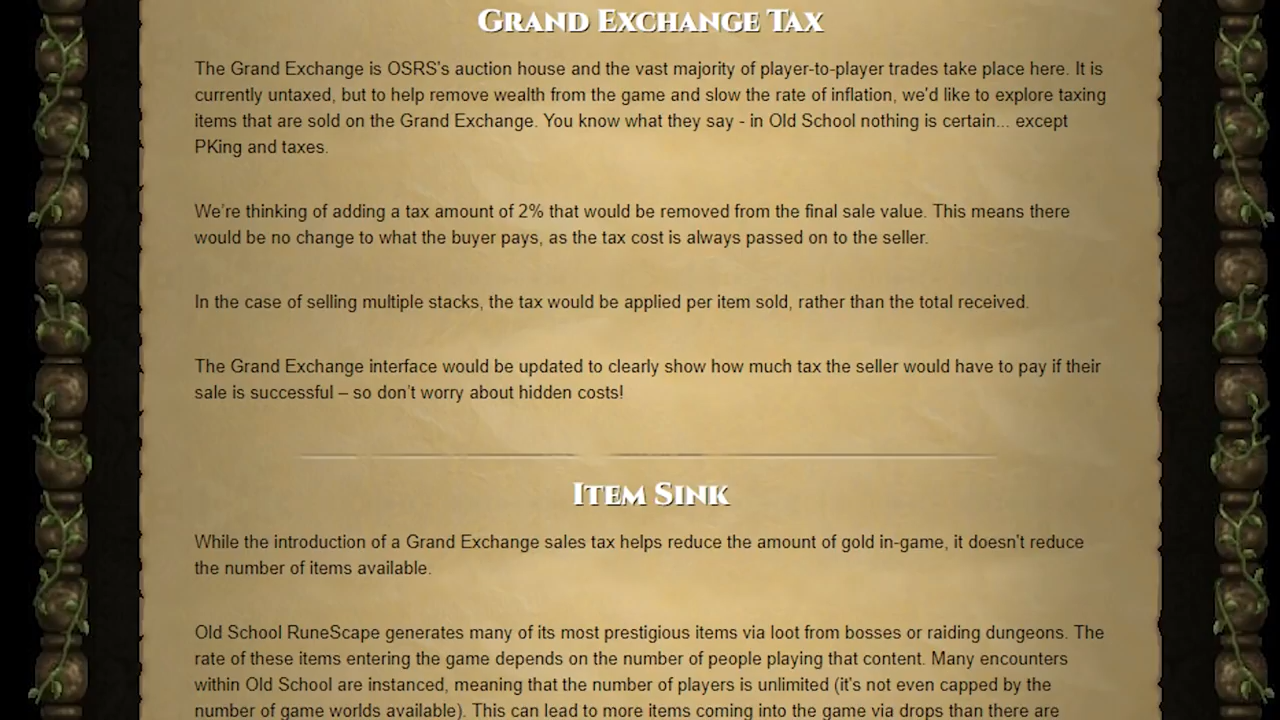 Grand Exchange Tax
The Grand Exchange is OSRS's auction house and the vast majority of player-to-player trades take place here. It is
currently untaxed, but to help remove wealth from the game and slow the rate of inflation, we'd like to explore taxing
items that are sold on the Grand Exchange. You know what they say - in Old School nothing is certain... except
PKing and taxes.
We're thinking of adding a tax amount of 2% that would be removed from the final sale value. This means there
would be no change to what the buyer pays, as the tax cost is always passed on to the seller.
In the case of selling multiple stacks, the tax would be applied per item sold, rather than the total received.
The Grand Exchange interface would be updated to clearly show how much tax the seller would have to pay if their
sale is successful – so don't worry about hidden costs!
Item Sink
While the introduction of a Grand Exchange sales tax helps reduce the amount of gold in-game, it doesn't reduce
the number of items available.
Old School RuneScape generates many of its most prestigious items via loot from bosses or raiding dungeons. The
rate of these items entering the game depends on the number of people playing that content. Many encounters
within Old School are instanced, meaning that the number of players is unlimited (it's not even capped by the
number of game worlds available). This can lead to more items coming into the game via drops than there are